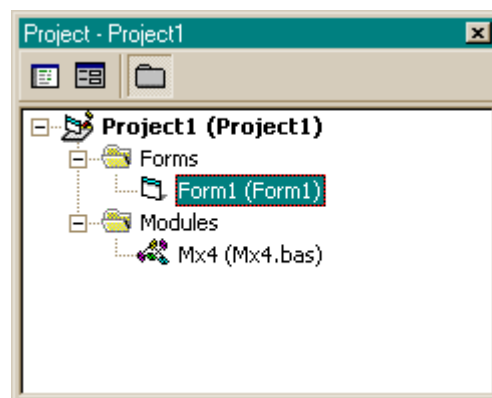 Project - Project1
Project1 (Project1)
Forms
Form1 (Form1)
Modules
Mx4 (Mx4.bas)